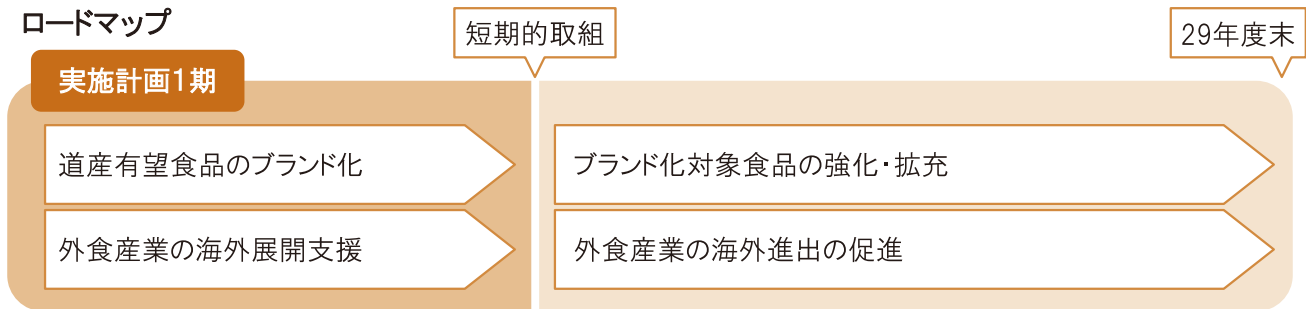 ロードマップ
短期的取組
29年度末
実施計画1期
道産有望食品のブランド化
ブランド化対象食品の強化・拡充
外食産業の海外展開支援
外食産業の海外進出の促進